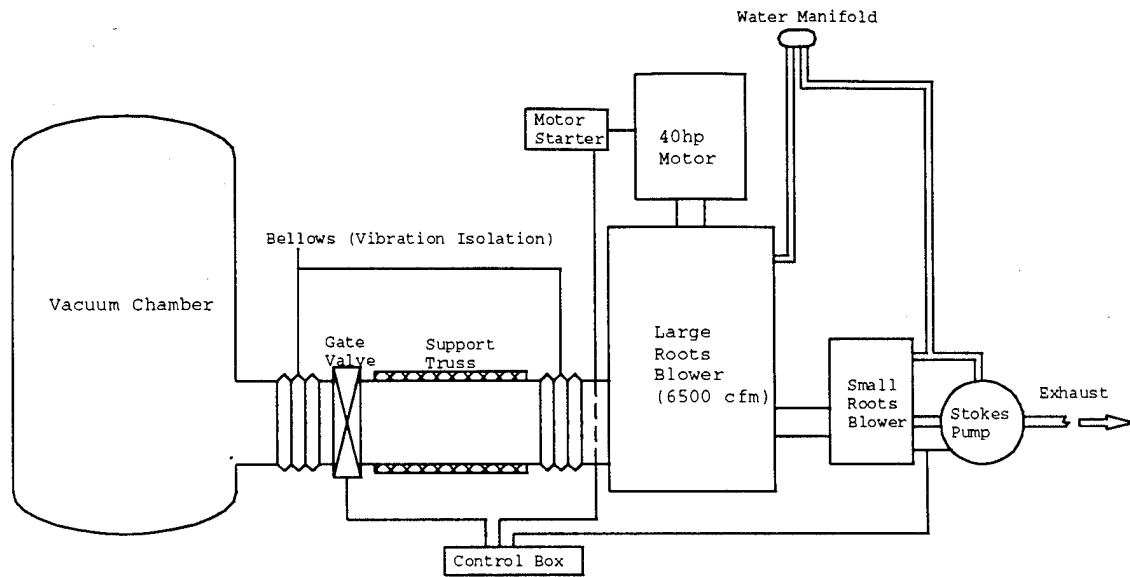 Water Manifold
Motor
Starter
40hp
Motor
Bellows (Vibration Isolation)
Vacuum Chamber
Gate
Valve
Support
Truss
Large
Roots
Blower
(6500 cfm)
Small
Roots
Blower
Stokes
Pump
Exhaust
Control Box